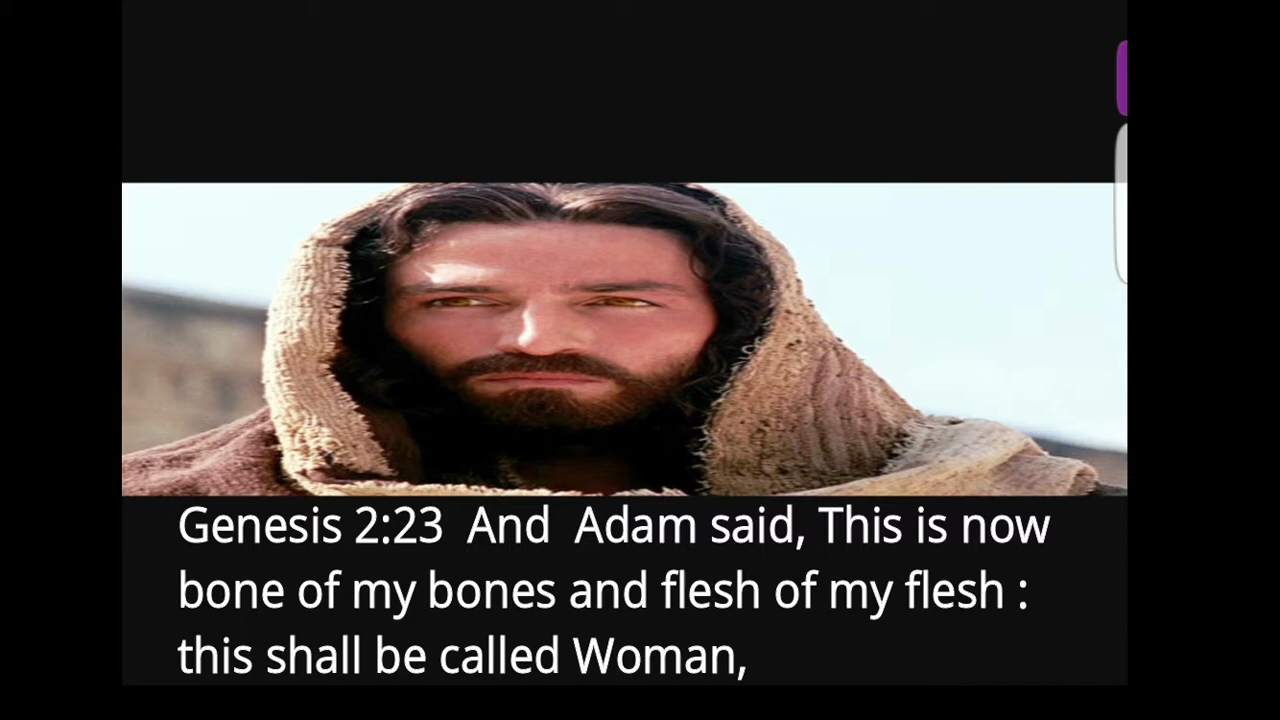 Genesis 2:23  And  Adam said, This is now
bone of my bones and flesh of my flesh :
this shall be called Woman,